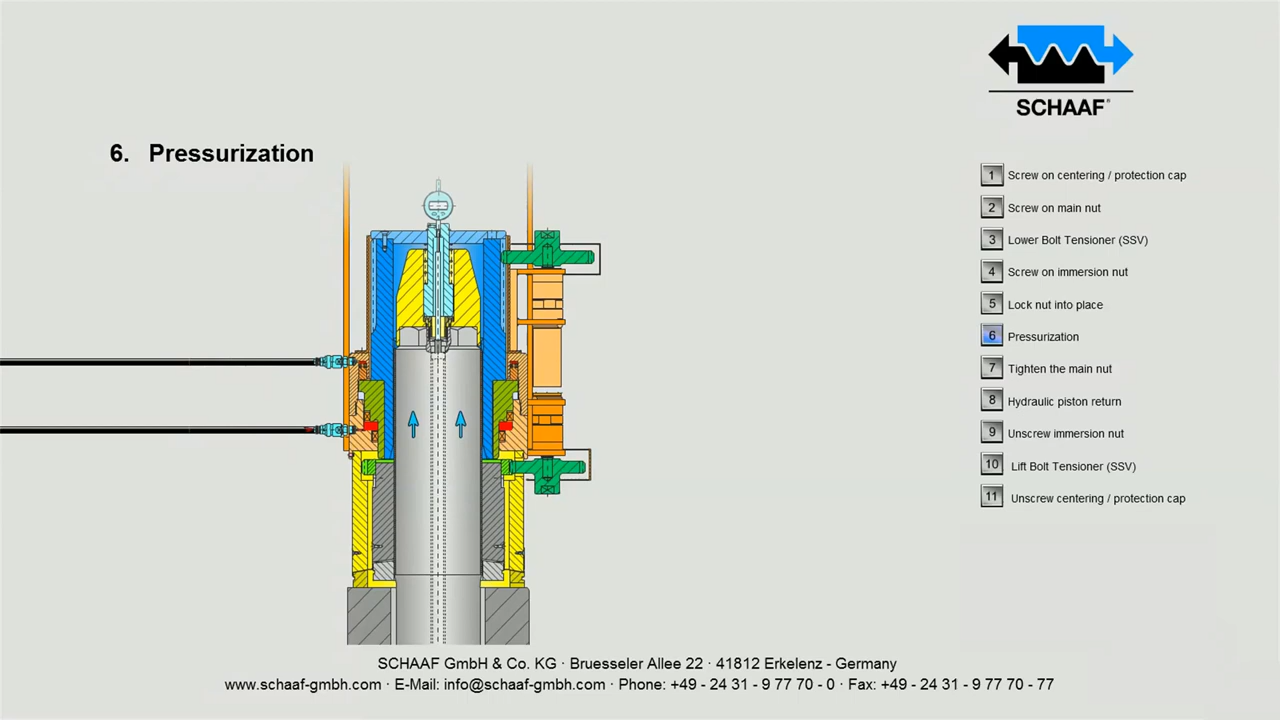 SCHAAF®
6. Pressurization
1 Screw on centering / protection cap
2 Screw on main nut
3 Lower Bolt Tensioner (SSV)
4 Screw on immersion nut
5 Lock nut into place
6 Pressurization
7 Tighten the main nut
8 Hydraulic piston return
9 Unscrew immersion nut
10 Lift Bolt Tensioner (SSV)
11 Unscrew centering / protection cap
SCHAAF GmbH & Co. KG · Bruesseler Allee 22 · 41812 Erkelenz - Germany
www.schaaf-gmbh.com · E-Mail: info@schaaf-gmbh.com · Phone: +49 - 24 31 - 9 77 70 - 0 · Fax: +49 - 24 31 - 9 77 70 - 77